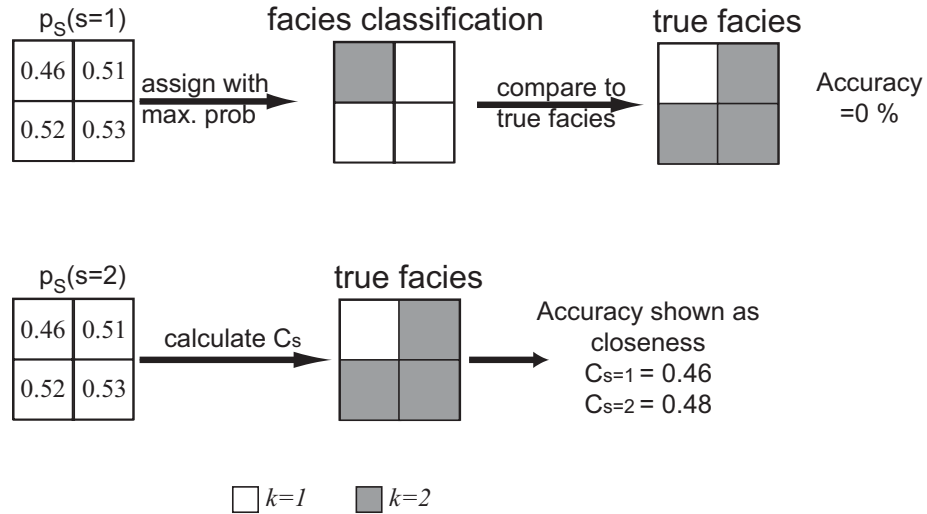 p_S(s=1)
facies classification
true facies
0.46 0.51
0.52 0.53
assign with
max. prob
compare to
true facies
Accuracy
=0 %
p_S(s=2)
true facies
0.46 0.51
0.52 0.53
calculate Cs
Accuracy shown as
closeness
Cs=1 = 0.46
Cs=2 = 0.48
k=1
k=2